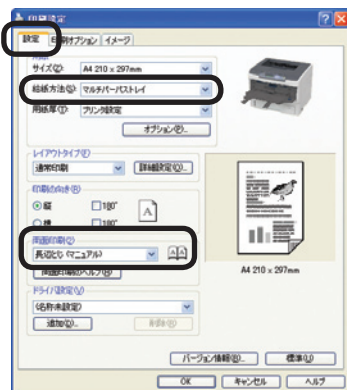 印刷設定
設定 印刷オプション イメージ
用紙
サイズ(Z): A4 210 x 297mm
給紙方法(S): マルチパーパストレイ
用紙厚(T): プリンタ設定
オプション(P)...
レイアウトタイプ(F)
通常印刷 詳細設定(O)...
印刷の向き(R)
縦 180°
横 180°
両面印刷(2)
長辺とじ (マニュアル)
両面印刷のヘルプ(H)
A4 210 x 297mm
ドライバ設定(V)
(名称未設定)
追加(D)... 削除(E)
バージョン情報(B)... 標準(U)
OK キャンセル ヘルプ